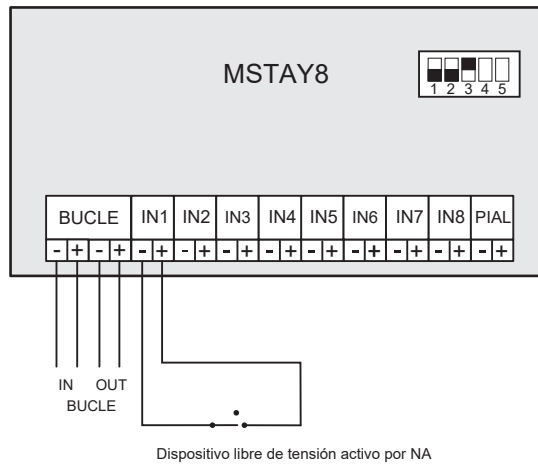 MSTAY8
1 2 3 4 5
BUCLE IN1 IN2 IN3 IN4 IN5 IN6 IN7 IN8 PIAL
- + - + - + - + - + - + - + - + - + - + - +
IN OUT
BUCLE
Dispositivo libre de tensión activo por NA